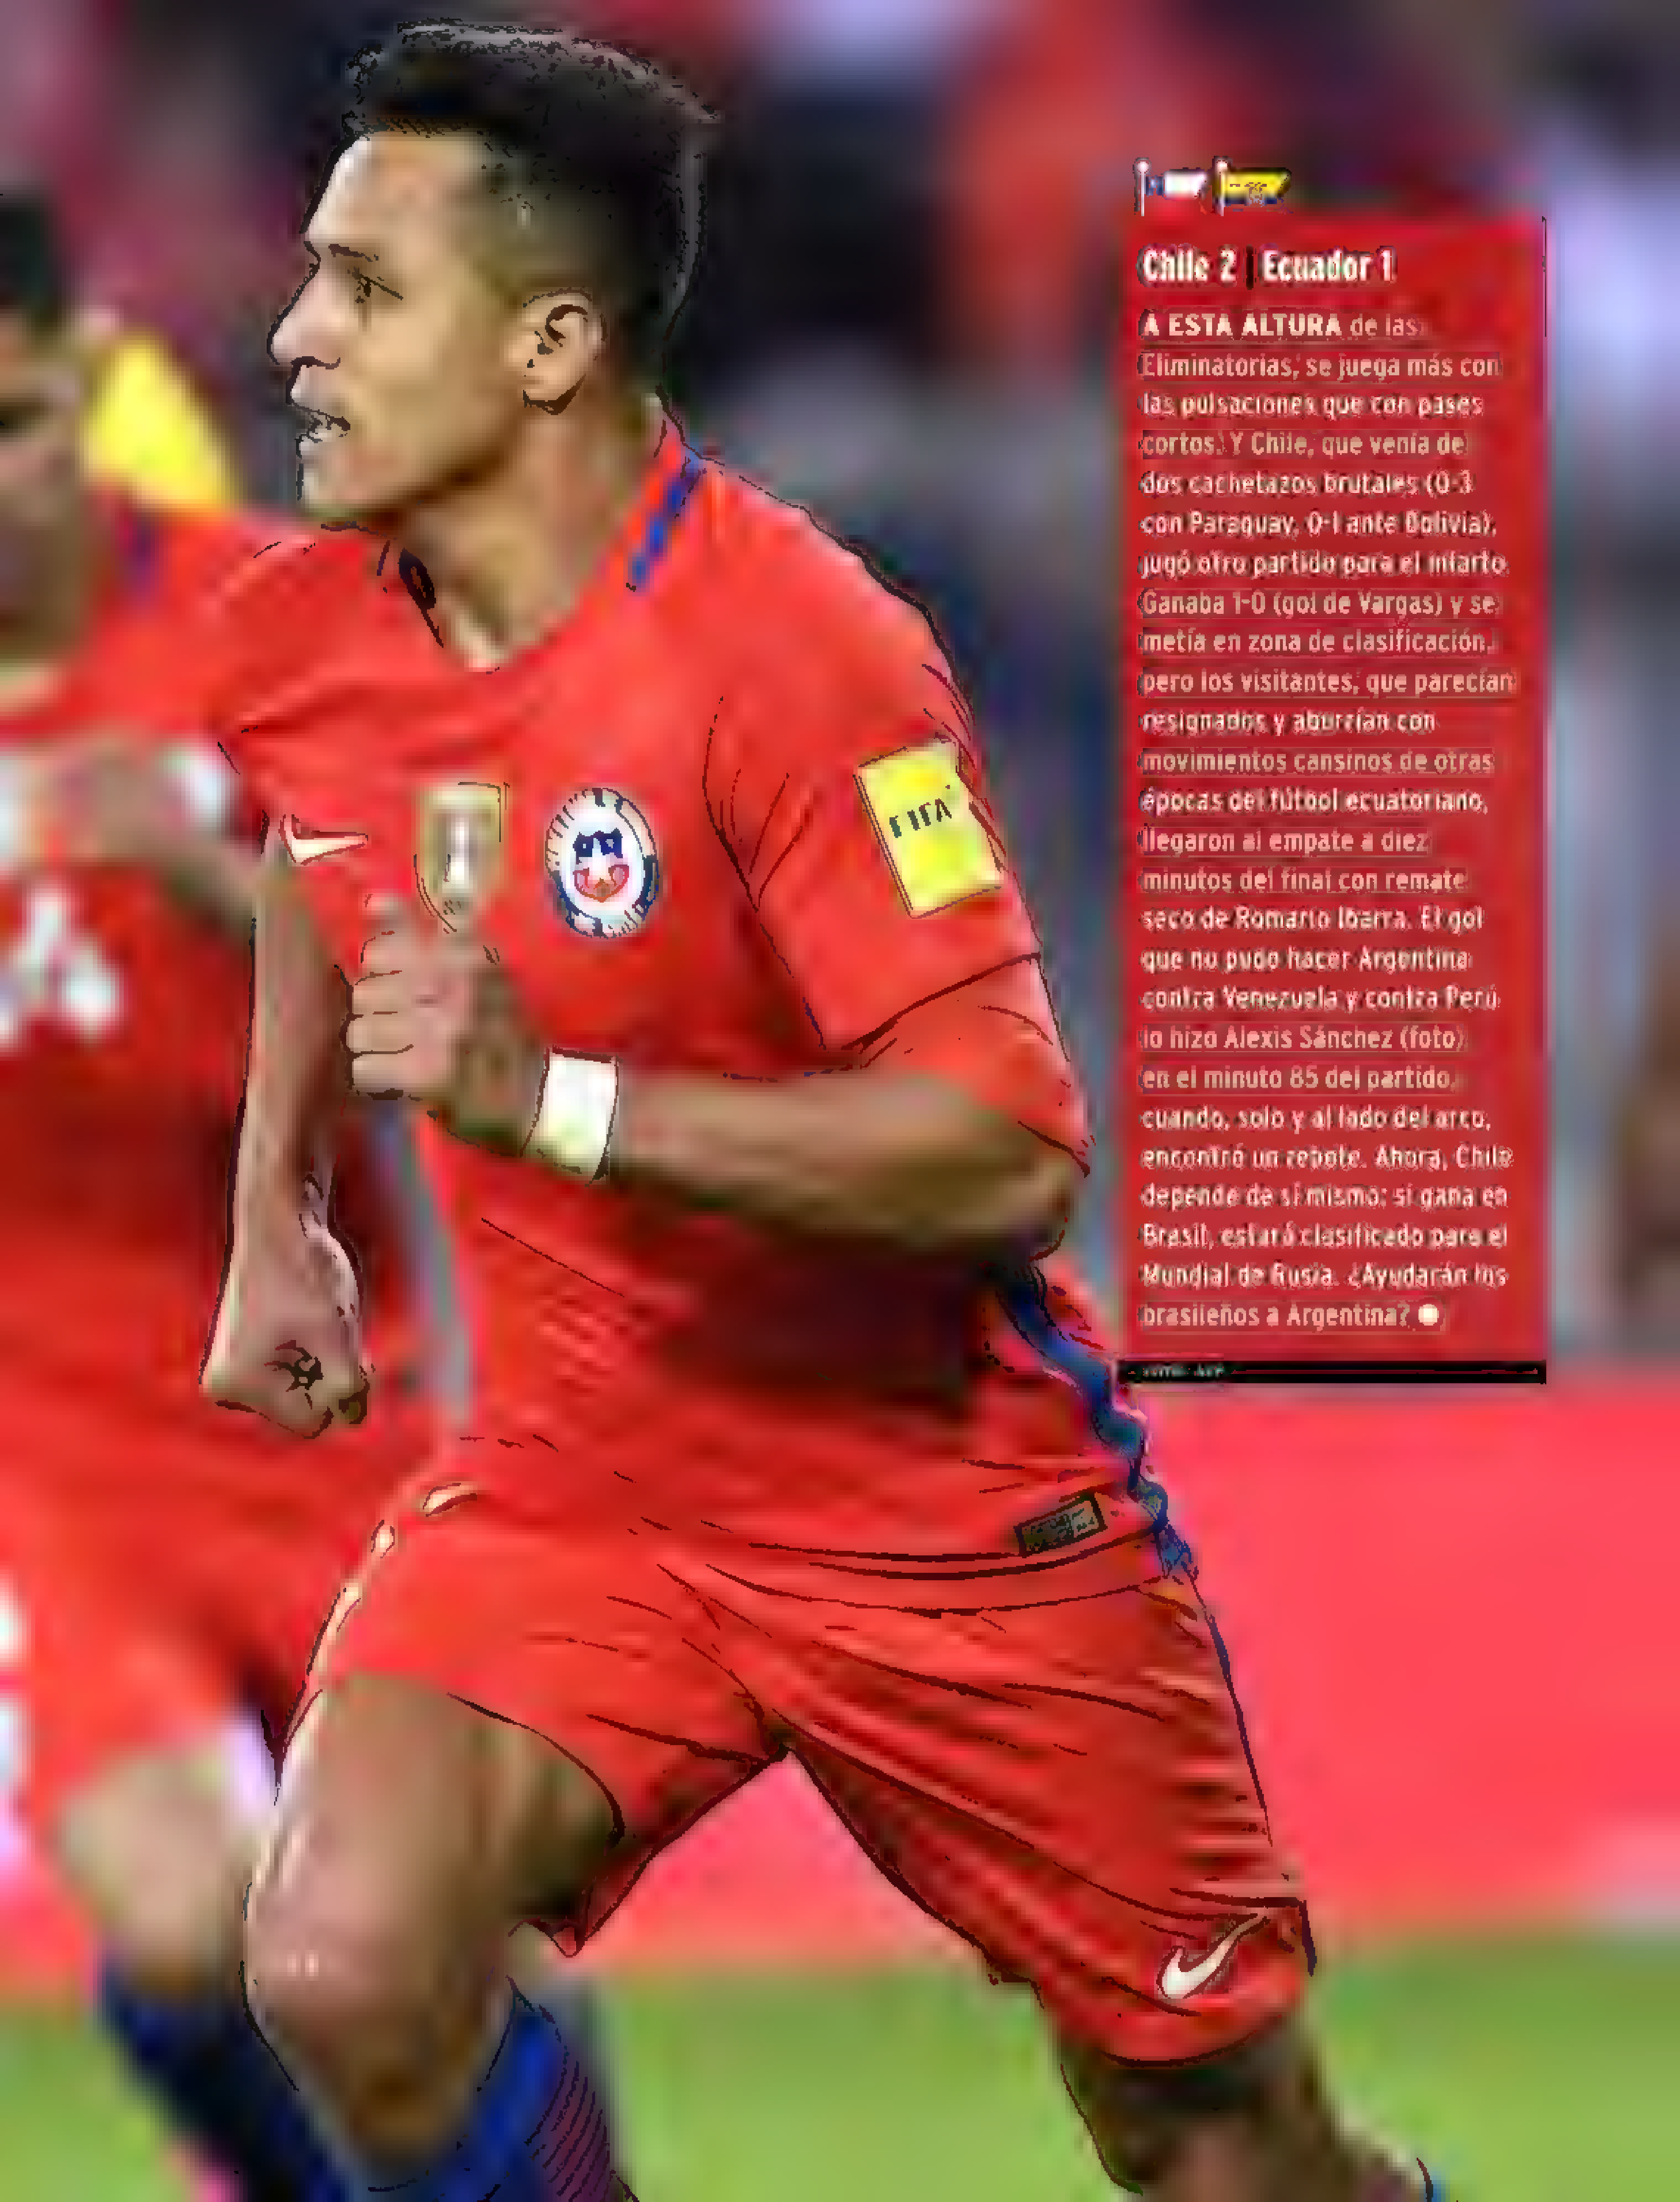 Chile 2 | Ecuador 1
A ESTA ALTURA de las
Eliminatorias, se juega más con
las pulsaciones que con pases
cortos. Y Chile, que venía de
dos cachetazos brutales (0-3
con Paraguay, 0-1 ante Bolivia),
jugó otro partido para el infarto.
Ganaba 1-0 (gol de Vargas) y se
metía en zona de clasificación,
pero los visitantes, que parecían
resignados y aburrían con
movimientos cansinos de otras
épocas del fútbol ecuatoriano,
llegaron al empate a diez
minutos del final con remate
seco de Romario Ibarra. El gol
que no pudo hacer Argentina
contra Venezuela y contra Perú
lo hizo Alexis Sánchez (foto)
en el minuto 85 del partido,
cuando, solo y al lado del arco,
encontró un rebote. Ahora, Chile
depende de sí mismo: si gana en
Brasil, estará clasificado para el
Mundial de Rusia. ¿Ayudarán los
brasileños a Argentina?
FIFA